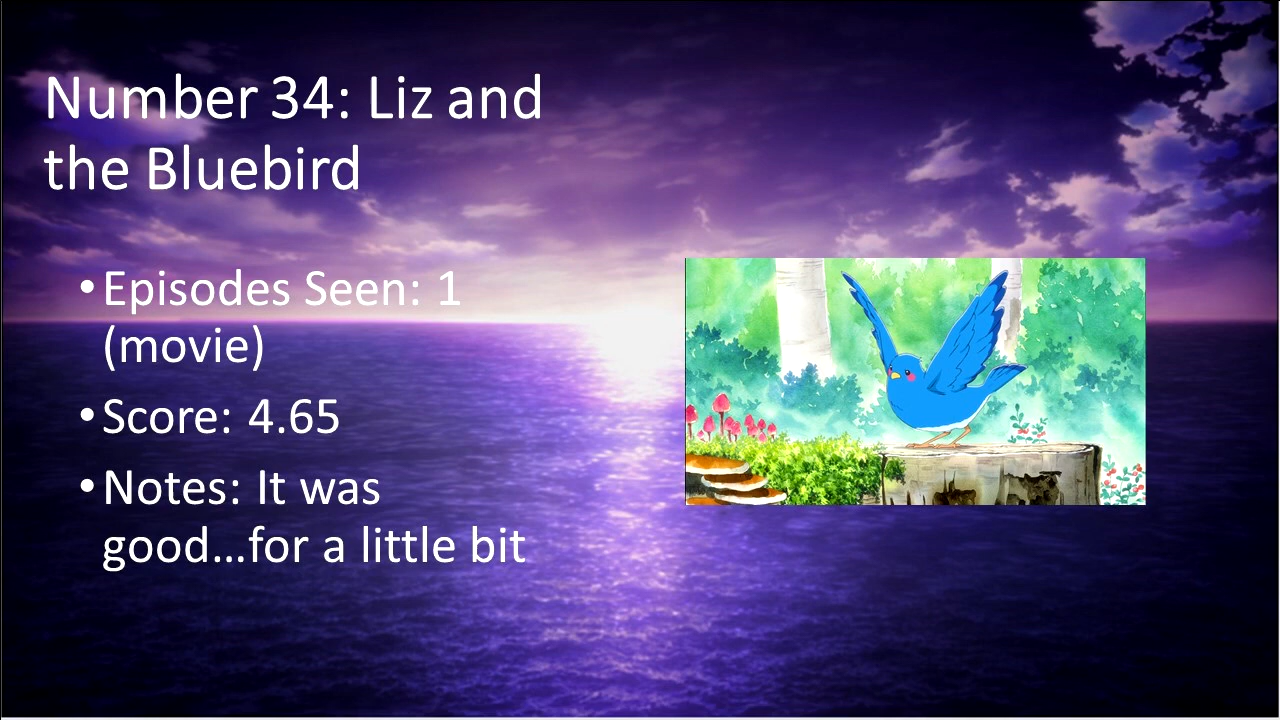 Number 34: Liz and
the Bluebird
•Episodes Seen: 1
(movie)
•Score: 4.65
•Notes: It was
good…for a little bit